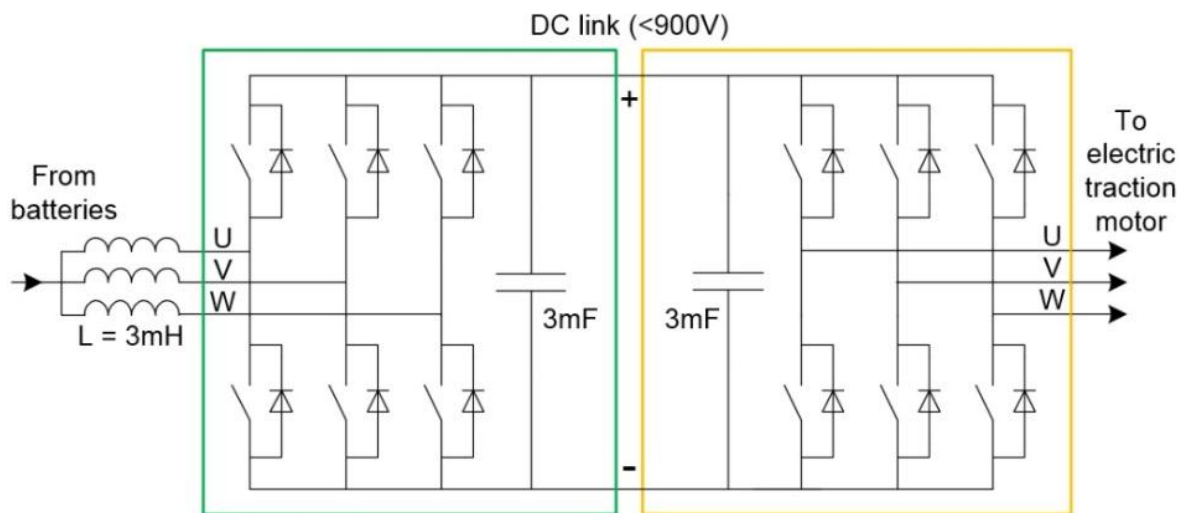 DC link (<900V)
+
From
batteries
U
V
W
L = 3mH
3mF
3mF
-
U
V
W
To
electric
traction
motor